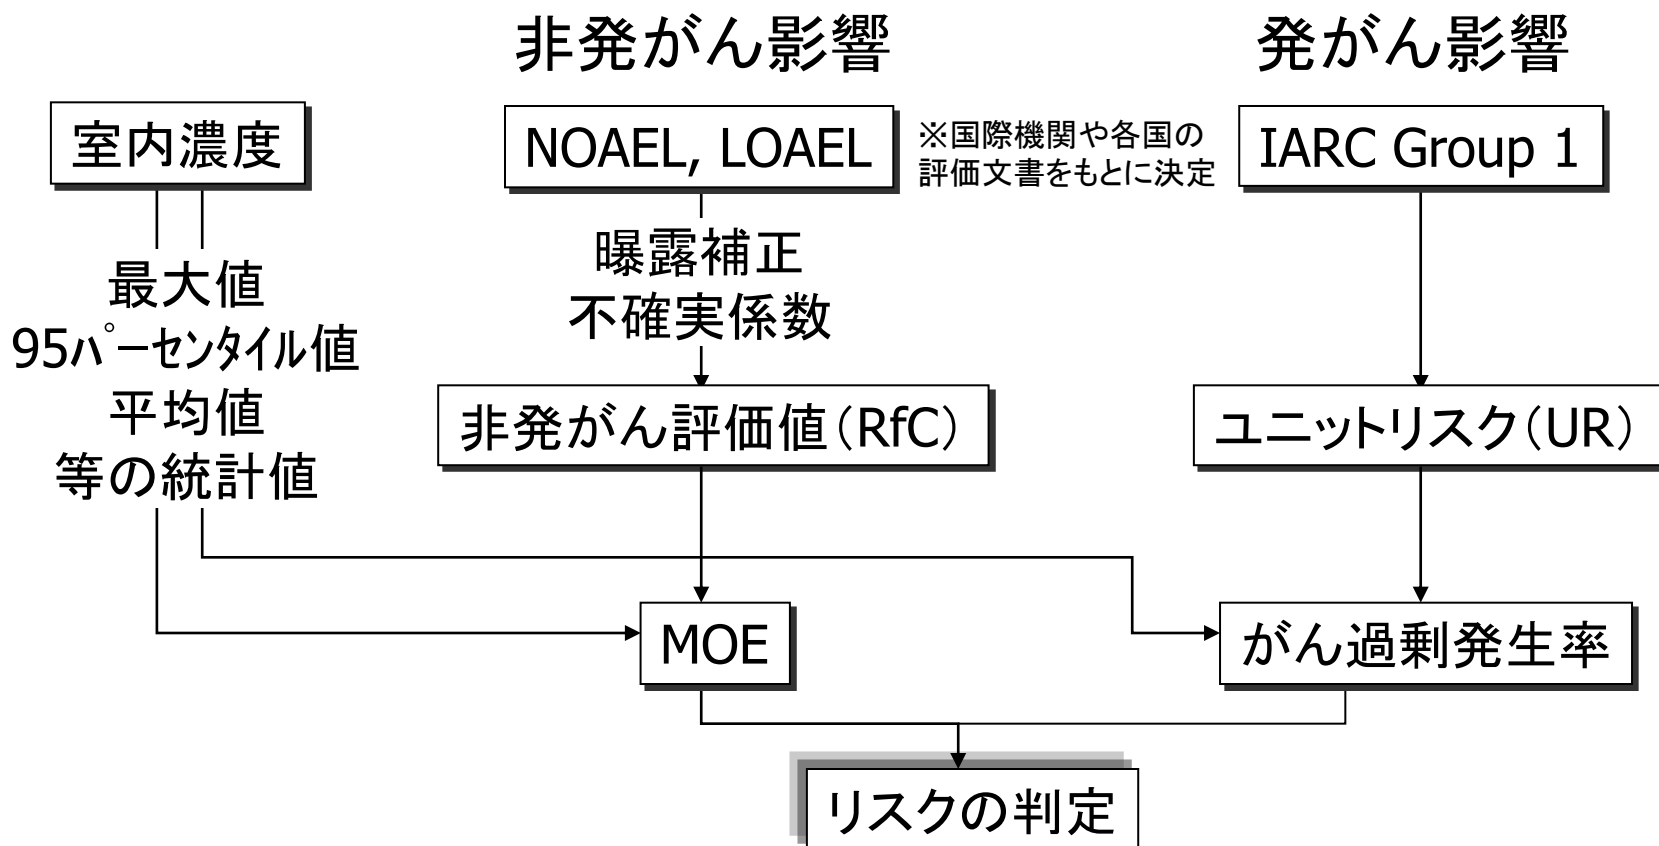 非発がん影響
発がん影響
室内濃度
NOAEL, LOAEL
※国際機関や各国の
評価文書をもとに決定
IARC Group 1
最大値
95ﾊﾟｰｾﾝﾀｲﾙ値
平均値
等の統計値
曝露補正
不確実係数
非発がん評価値（RfC）
ユニットリスク（UR）
MOE
がん過剰発生率
リスクの判定